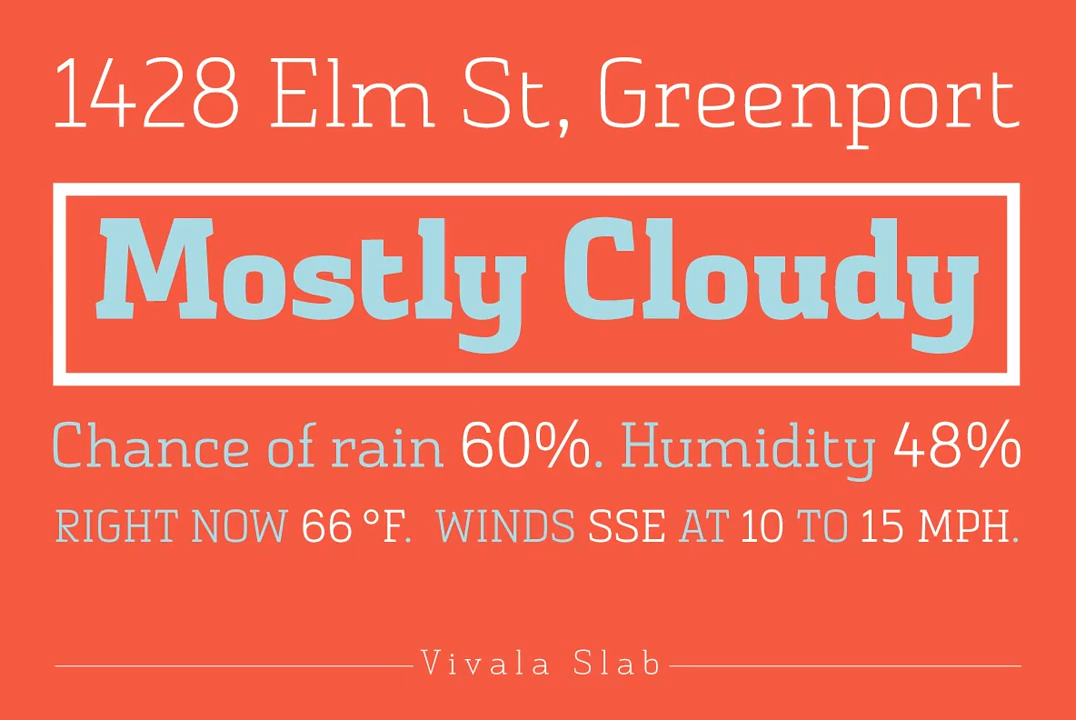 1428 Elm St, Greenport
Mostly Cloudy
Chance of rain 60%. Humidity 48%
RIGHT NOW 66 °F. WINDS SSE AT 10 TO 15 MPH.
Vivala Slab